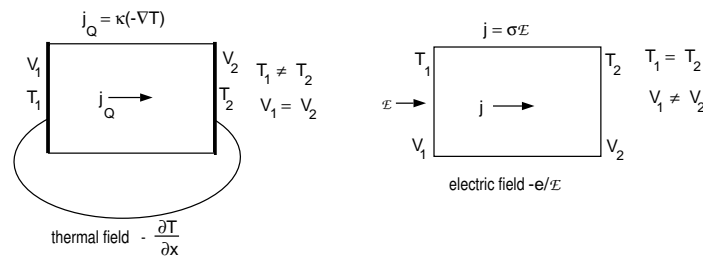 j_Q = κ(-∇T)
V_1
V_2
T_1
T_2
j_Q
T_1 ≠ T_2
V_1 = V_2
thermal field - ∂T/∂x
j = σℰ
T_1
T_2
ℰ
j
V_1
V_2
T_1 = T_2
V_1 ≠ V_2
electric field -e/ℰ